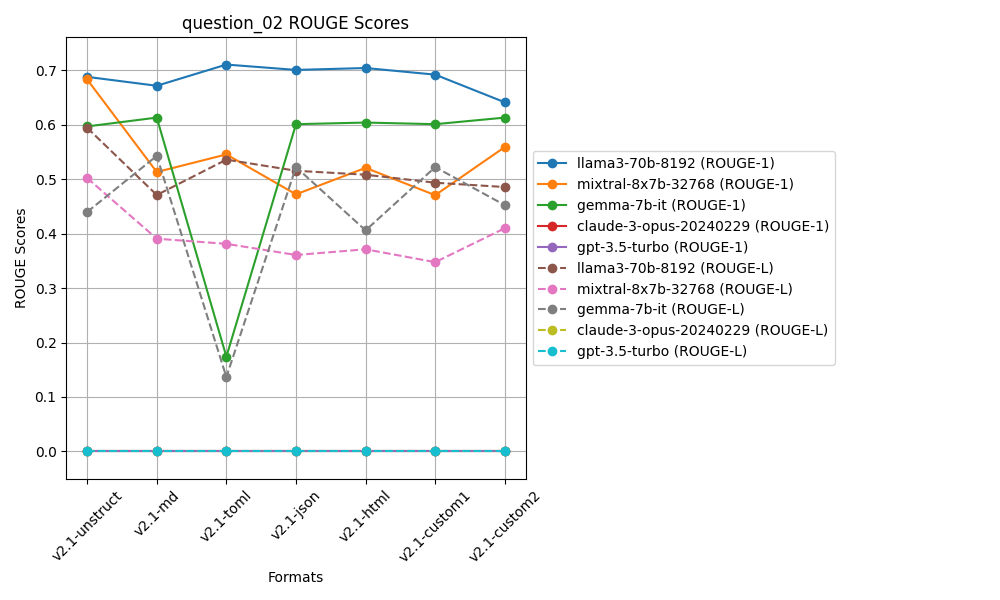 question_02 ROUGE Scores
ROUGE Scores
0.7
0.6
0.5
0.4
0.3
0.2
0.1
0.0
v2.1-unstruct
v2.1-md
v2.1-toml
v2.1-json
v2.1-html
v2.1-custom1
v2.1-custom2
Formats
llama3-70b-8192 (ROUGE-1)
mixtral-8x7b-32768 (ROUGE-1)
gemma-7b-it (ROUGE-1)
claude-3-opus-20240229 (ROUGE-1)
gpt-3.5-turbo (ROUGE-1)
llama3-70b-8192 (ROUGE-L)
mixtral-8x7b-32768 (ROUGE-L)
gemma-7b-it (ROUGE-L)
claude-3-opus-20240229 (ROUGE-L)
gpt-3.5-turbo (ROUGE-L)